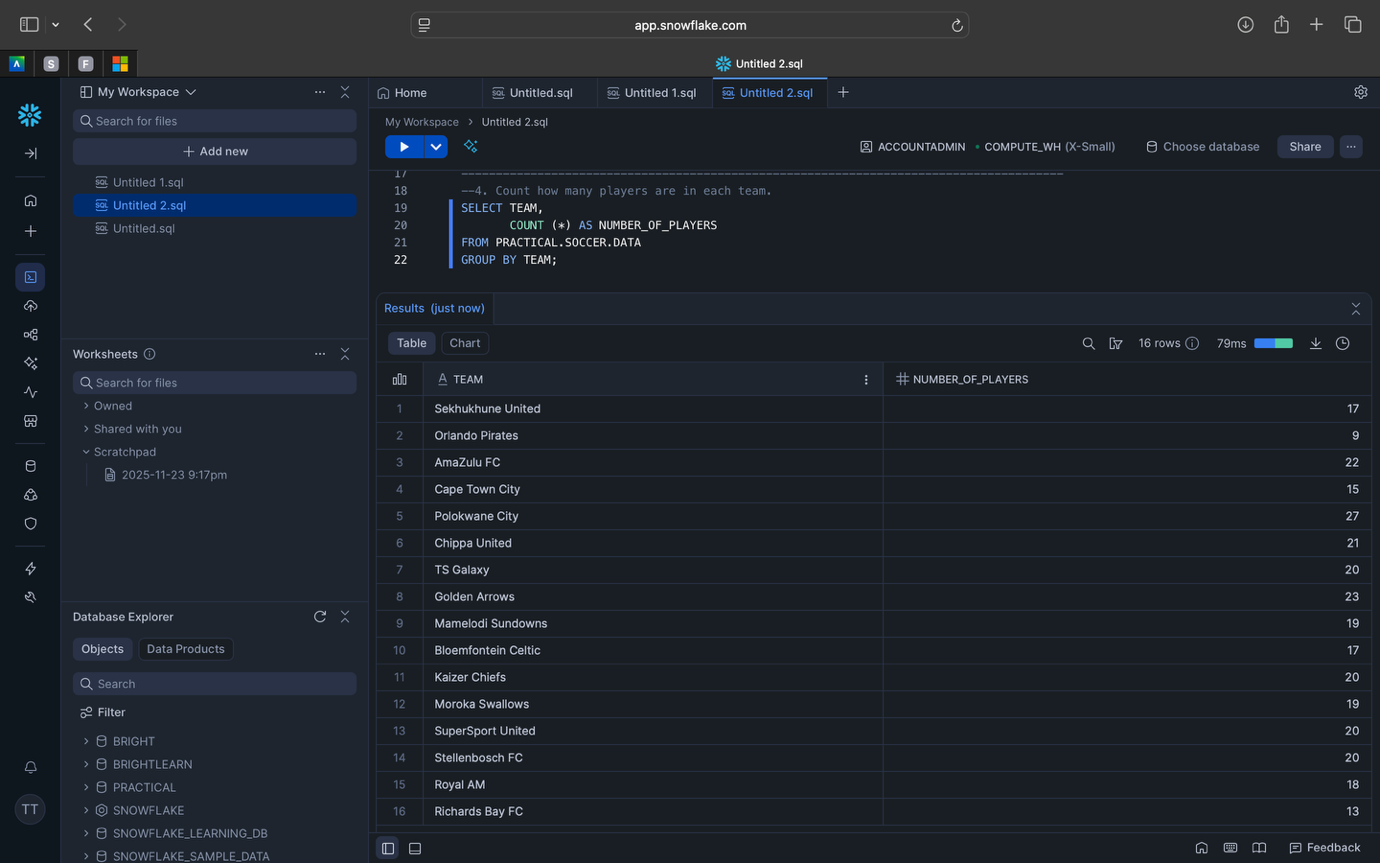 app.snowflake.com
S
F
Untitled 2.sql
My Workspace
Search for files
Add new
Untitled 1.sql
Untitled 2.sql
Untitled.sql
Worksheets
Search for files
Owned
Shared with you
Scratchpad
2025-11-23 9:17pm
Database Explorer
Objects
Data Products
Search
Filter
BRIGHT
BRIGHTLEARN
PRACTICAL
SNOWFLAKE
SNOWFLAKE_LEARNING_DB
SNOWFLAKE_SAMPLE_DATA
TT
Home
Untitled.sql
Untitled 1.sql
Untitled 2.sql
My Workspace > Untitled 2.sql
ACCOUNTADMIN
COMPUTE_WH (X-Small)
Choose database
Share
17
18 --4. Count how many players are in each team.
19 SELECT TEAM,
20 COUNT (*) AS NUMBER_OF_PLAYERS
21 FROM PRACTICAL.SOCCER.DATA
22 GROUP BY TEAM;
Results (just now)
Table
Chart
16 rows
79ms
TEAM NUMBER_OF_PLAYERS
1 Sekhukhune United 17
2 Orlando Pirates 9
3 AmaZulu FC 22
4 Cape Town City 15
5 Polokwane City 27
6 Chippa United 21
7 TS Galaxy 20
8 Golden Arrows 23
9 Mamelodi Sundowns 19
10 Bloemfontein Celtic 17
11 Kaizer Chiefs 20
12 Moroka Swallows 19
13 SuperSport United 20
14 Stellenbosch FC 20
15 Royal AM 18
16 Richards Bay FC 13
Feedback